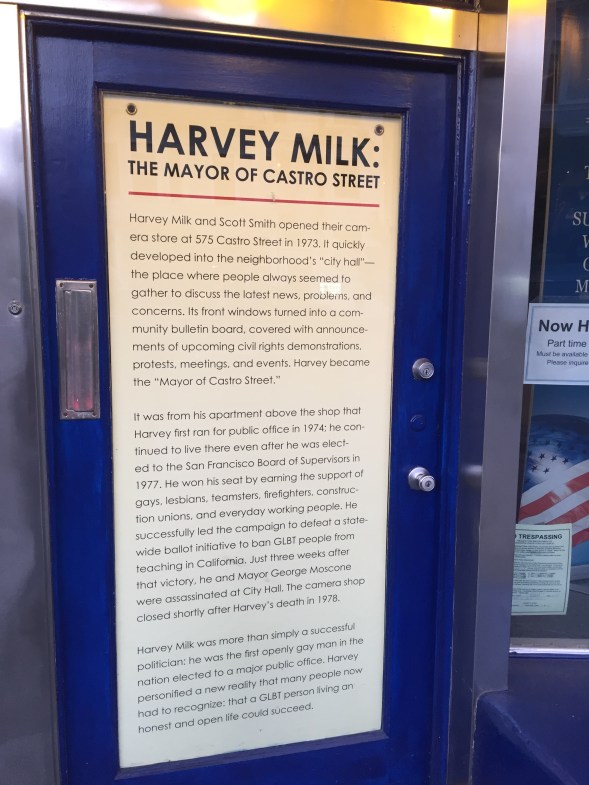 HARVEY MILK:
THE MAYOR OF CASTRO STREET
Harvey Milk and Scott Smith opened their cam-
era store at 575 Castro Street in 1973. It quickly
developed into the neighborhood's "city hall"—
the place where people always seemed to
gather to discuss the latest news, problems, and
concerns. Its front windows turned into a com-
munity bulletin board, covered with announce-
ments of upcoming civil rights demonstrations,
protests, meetings, and events. Harvey became
the "Mayor of Castro Street."
It was from his apartment above the shop that
Harvey first ran for public office in 1974; he con-
tinued to live there even after he was elect-
ed to the San Francisco Board of Supervisors in
1977. He won his seat by earning the support of
gays, lesbians, teamsters, firefighters, construc-
tion unions, and everyday working people. He
successfully led the campaign to defeat a state-
wide ballot initiative to ban GLBT people from
teaching in California. Just three weeks after
that victory, he and Mayor George Moscone
were assassinated at City Hall. The camera shop
closed shortly after Harvey's death in 1978.
Harvey Milk was more than simply a successful
politician: he was the first openly gay man in the
nation elected to a major public office. Harvey
personified a new reality that many people now
had to recognize: that a GLBT person living an
honest and open life could succeed.
SU
Now H
Part time
Must be available
Please inquire
TRESPASSING